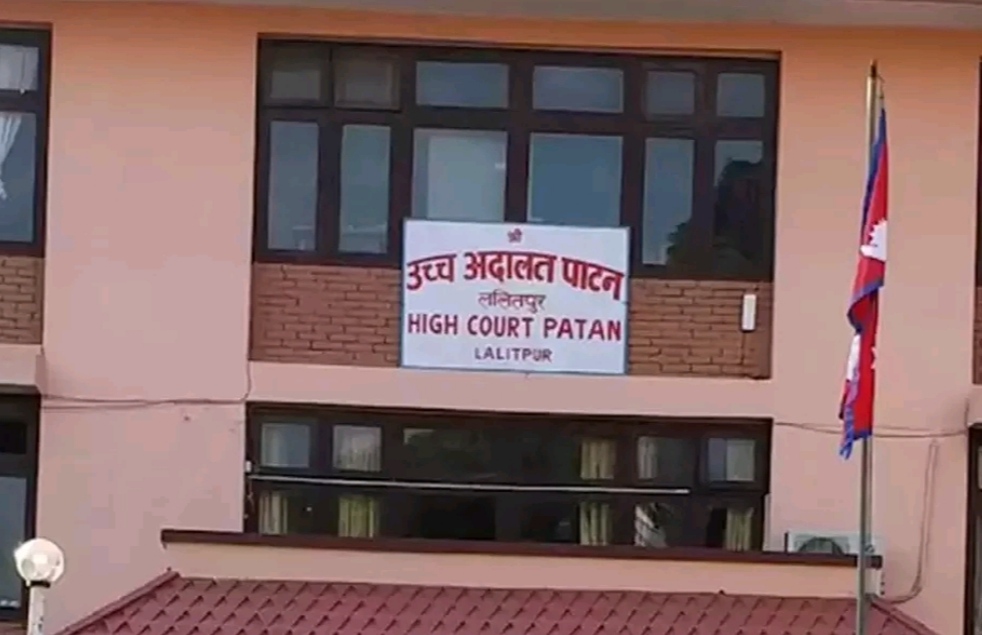 श्री
उच्च अदालत पाटन
ललितपुर
HIGH COURT PATAN
LALITPUR